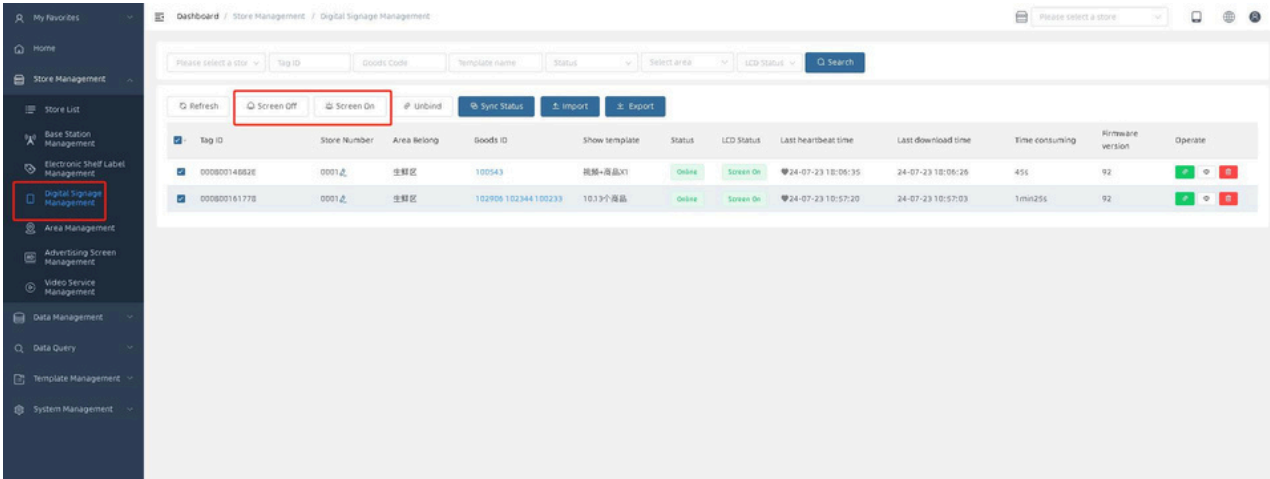 My Favorites
Dashboard / Store Management / Digital Signage Management
Please select a store
Home
Store Management
Please select a stor
Tag ID
Goods Code
Template name
Status
Select area
LCD Status
Search
Store List
Refresh
Screen Off
Screen On
Unbind
Sync Status
Import
Export
Base Station Management
Tag ID
Store Number
Area Belong
Goods ID
Show template
Status
LCD Status
Last heartbeat time
Last download time
Time consuming
Firmware version
Operate
Electronic Shelf Label Management
0001
生鲜区
100543
Online
Screen On
24-07-23 18:06:35
24-07-23 18:06:26
45s
92
Digital Signage Management
000800161778
0001
生鲜区
102906 102344 100233
10.13个商品
Online
Screen On
24-07-23 10:57:20
24-07-23 10:57:03
1min25s
92
Area Management
Advertising Screen Management
Video Service Management
Data Management
Data Query
Template Management
System Management